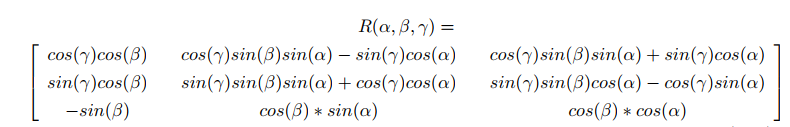 R(α, β, γ) =
cos(γ)cos(β) cos(γ)sin(β)sin(α) − sin(γ)cos(α) cos(γ)sin(β)sin(α) + sin(γ)cos(α)
sin(γ)cos(β) sin(γ)sin(β)sin(α) + cos(γ)cos(α) sin(γ)sin(β)cos(α) − cos(γ)sin(α)
−sin(β) cos(β) ∗ sin(α) cos(β) ∗ cos(α)